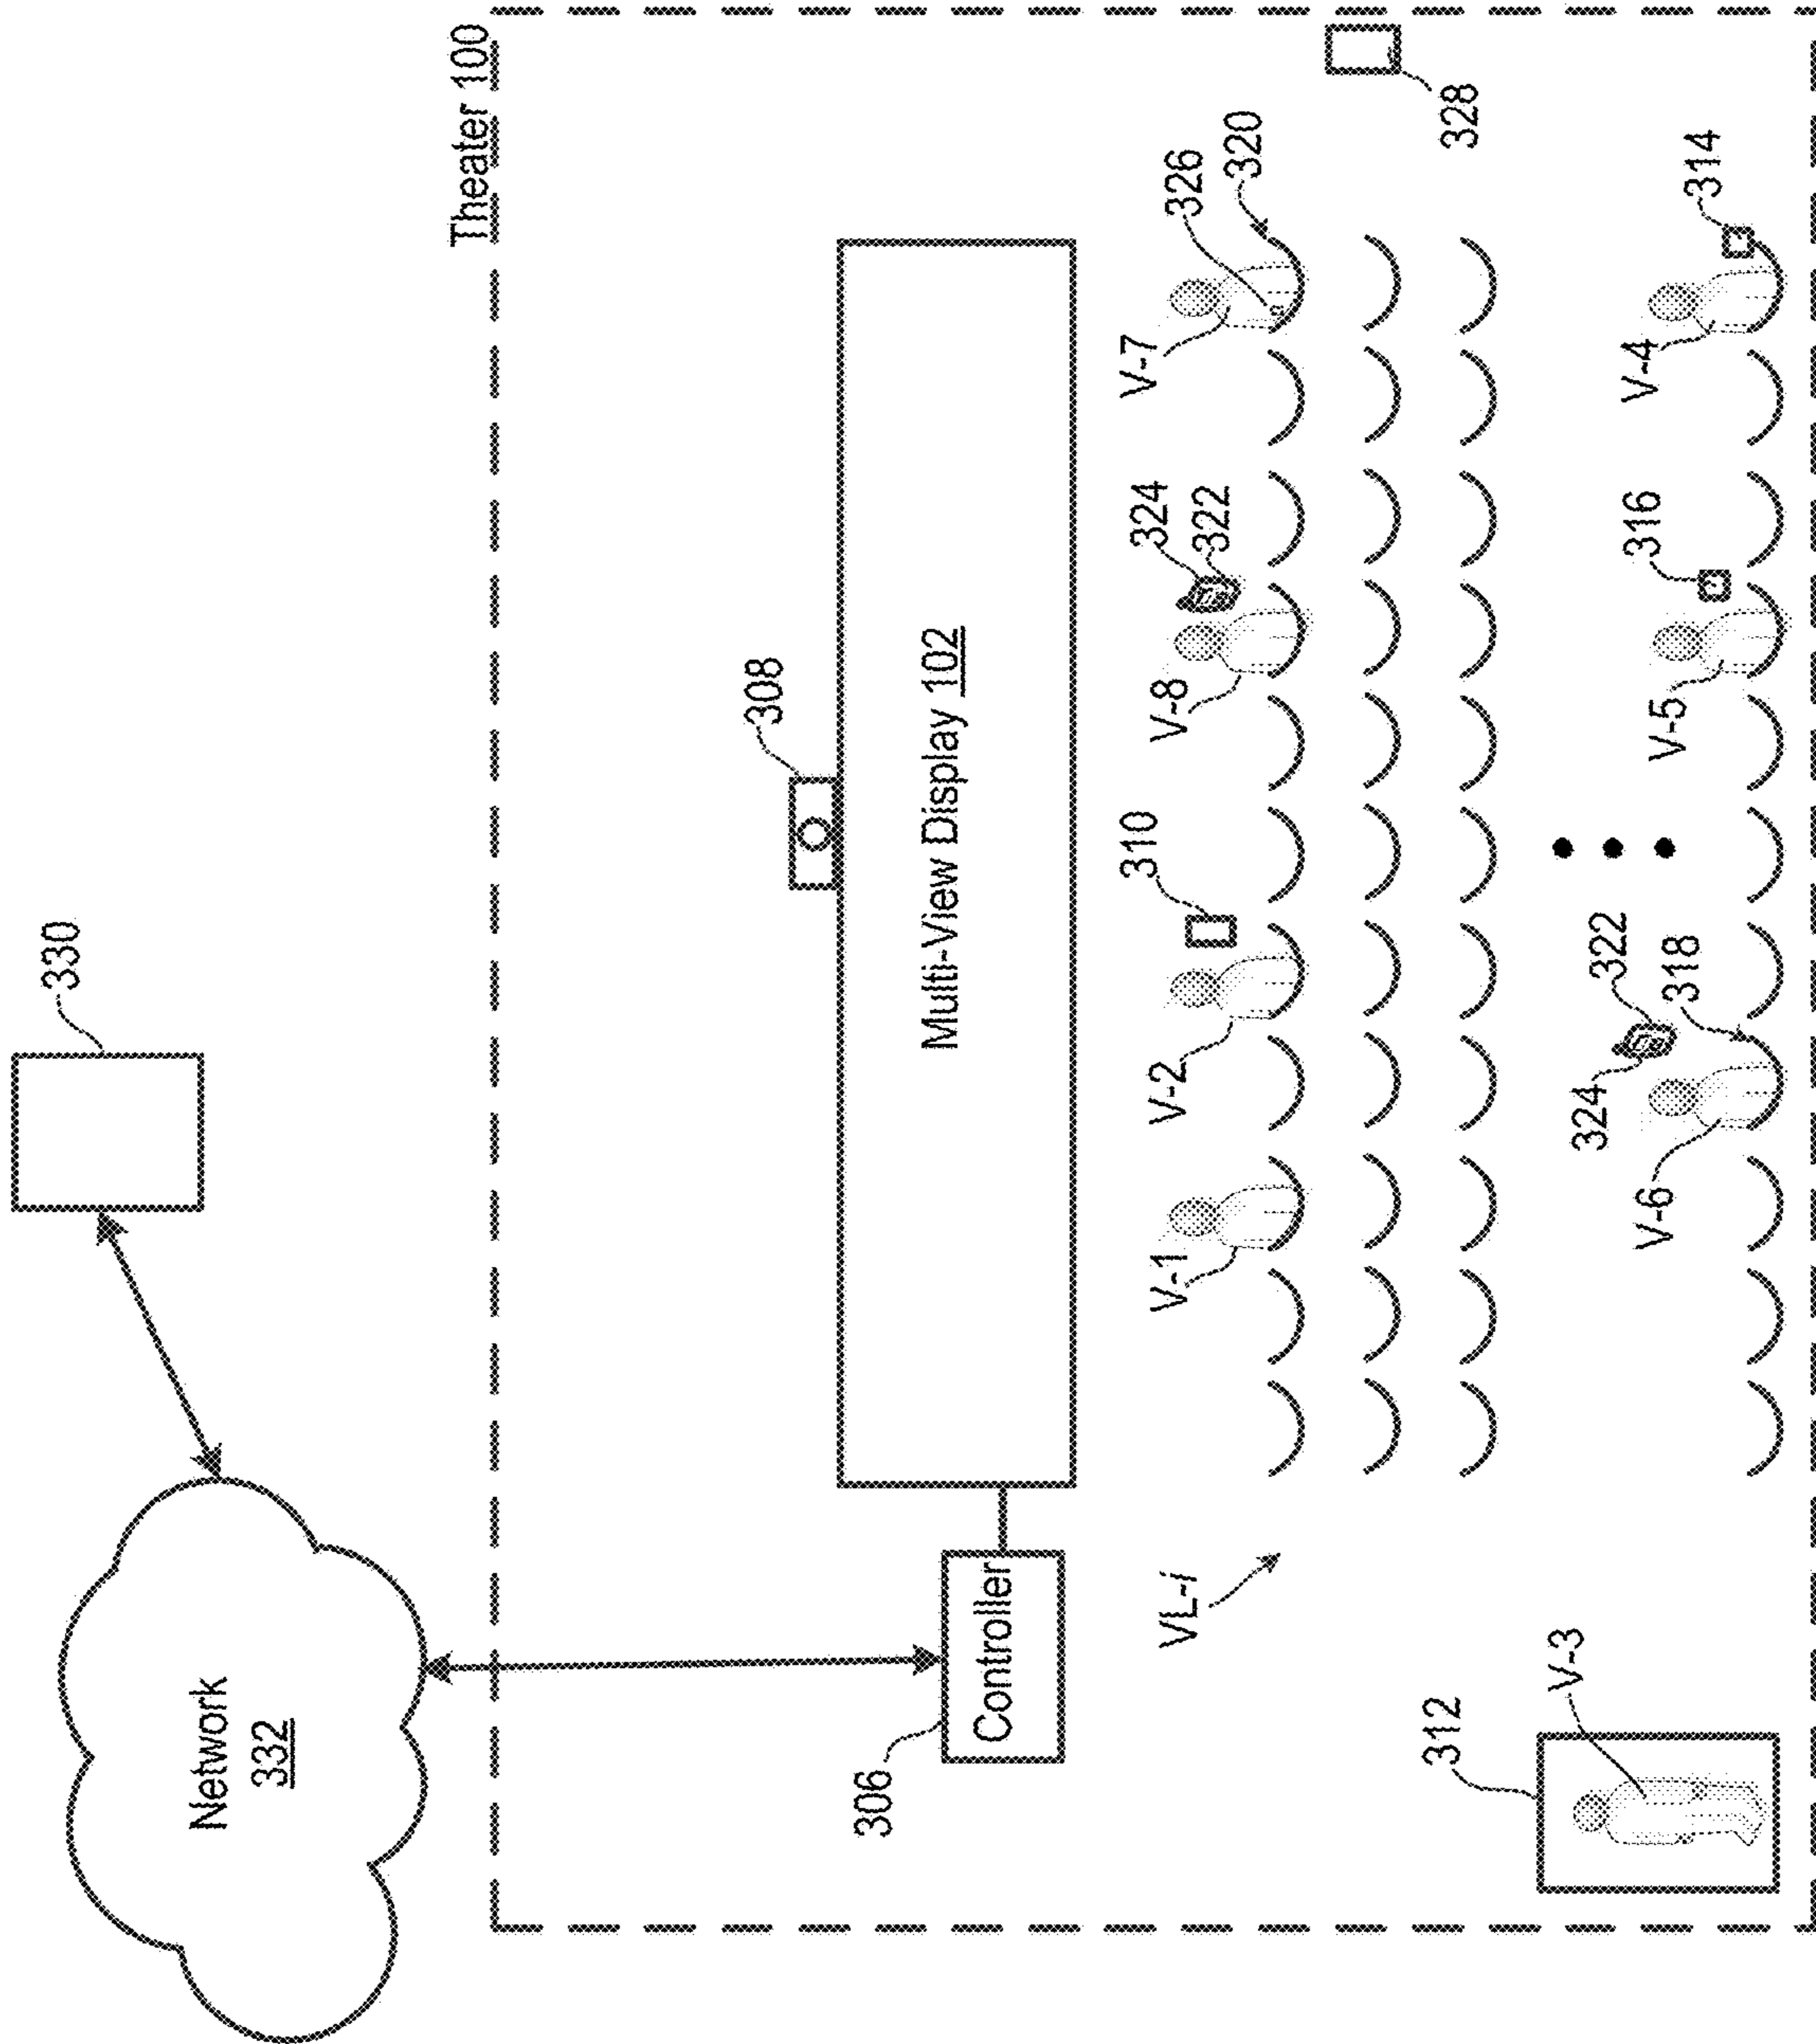 330
Network
332
Theater 100
308
306
Controller
Multi-View Display 102
VL-i
V-1
V-2
310
V-8
324
322
V-7
326
320
328
312
V-3
V-6
324
322
318
V-5
316
V-4
314